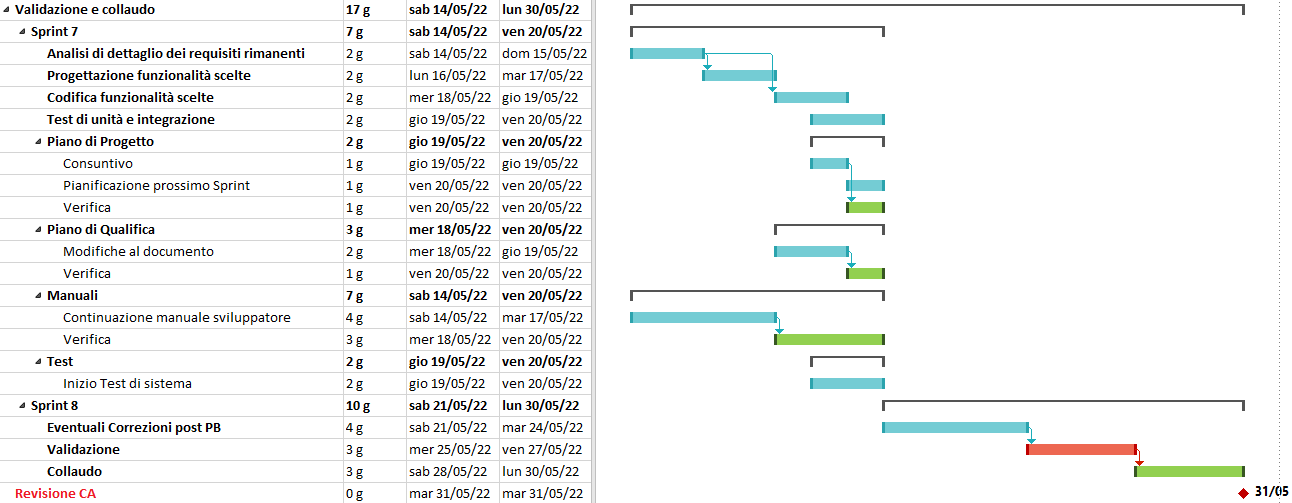 Validazione e collaudo 17 g sab 14/05/22 lun 30/05/22
Sprint 7 7 g sab 14/05/22 ven 20/05/22
Analisi di dettaglio dei requisiti rimanenti 2 g sab 14/05/22 dom 15/05/22
Progettazione funzionalità scelte 2 g lun 16/05/22 mar 17/05/22
Codifica funzionalità scelte 2 g mer 18/05/22 gio 19/05/22
Test di unità e integrazione 2 g gio 19/05/22 ven 20/05/22
Piano di Progetto 2 g gio 19/05/22 ven 20/05/22
Consuntivo 1 g gio 19/05/22 gio 19/05/22
Pianificazione prossimo Sprint 1 g ven 20/05/22 ven 20/05/22
Verifica 1 g ven 20/05/22 ven 20/05/22
Piano di Qualifica 3 g mer 18/05/22 ven 20/05/22
Modifiche al documento 2 g mer 18/05/22 gio 19/05/22
Verifica 1 g ven 20/05/22 ven 20/05/22
Manuali 7 g sab 14/05/22 ven 20/05/22
Continuazione manuale sviluppatore 4 g sab 14/05/22 mar 17/05/22
Verifica 3 g mer 18/05/22 ven 20/05/22
Test 2 g gio 19/05/22 ven 20/05/22
Inizio Test di sistema 2 g gio 19/05/22 ven 20/05/22
Sprint 8 10 g sab 21/05/22 lun 30/05/22
Eventuali Correzioni post PB 4 g sab 21/05/22 mar 24/05/22
Validazione 3 g mer 25/05/22 ven 27/05/22
Collaudo 3 g sab 28/05/22 lun 30/05/22
Revisione CA 0 g mar 31/05/22 mar 31/05/22 31/05